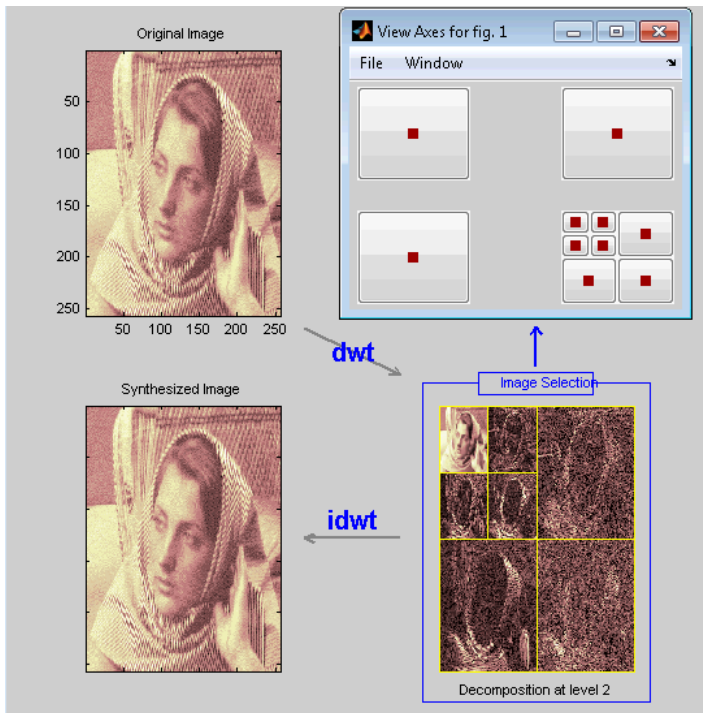 Original Image
50
100
150
200
250
50 100 150 200 250
View Axes for fig. 1
File Window
dwt
Image Selection
Synthesized Image
idwt
Decomposition at level 2